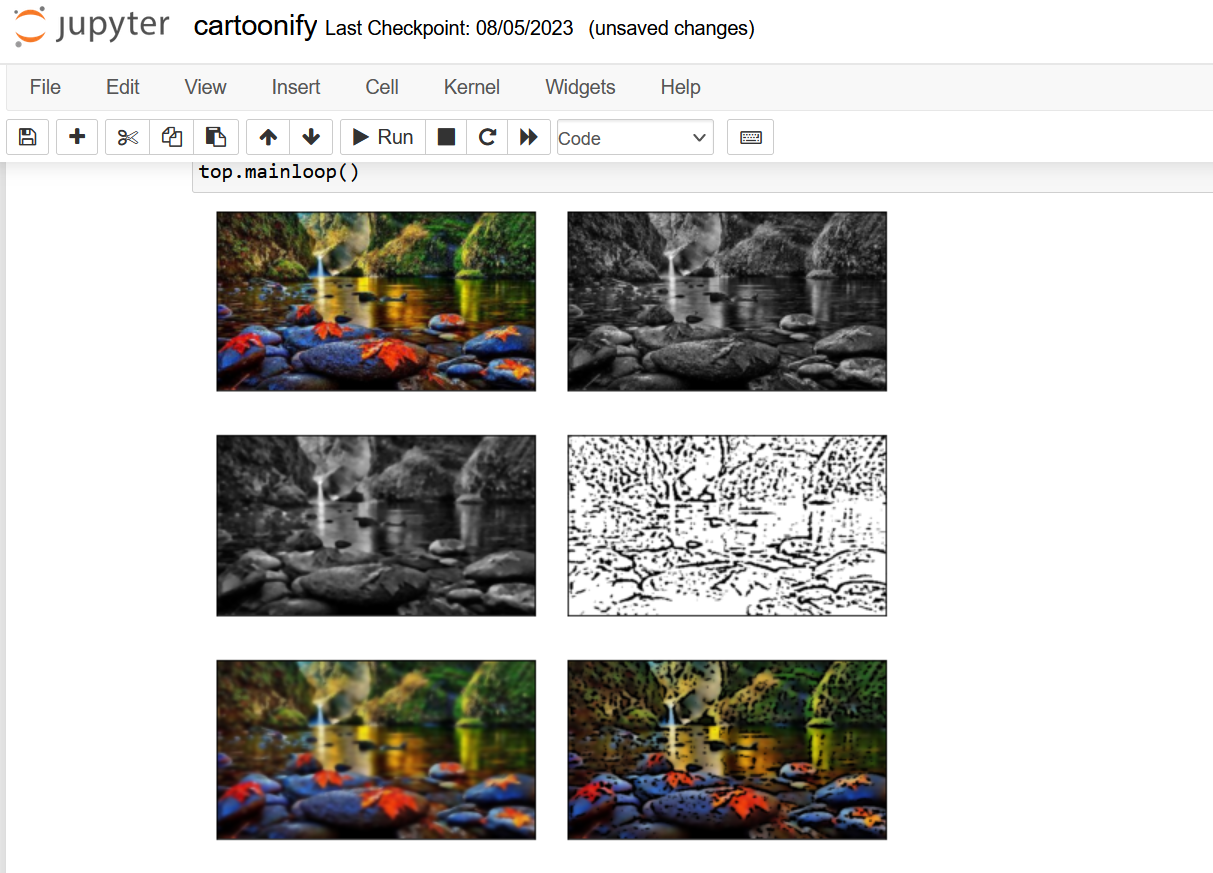 jupyter cartoonify Last Checkpoint: 08/05/2023 (unsaved changes)
File Edit View Insert Cell Kernel Widgets Help
Run Code
top.mainloop()